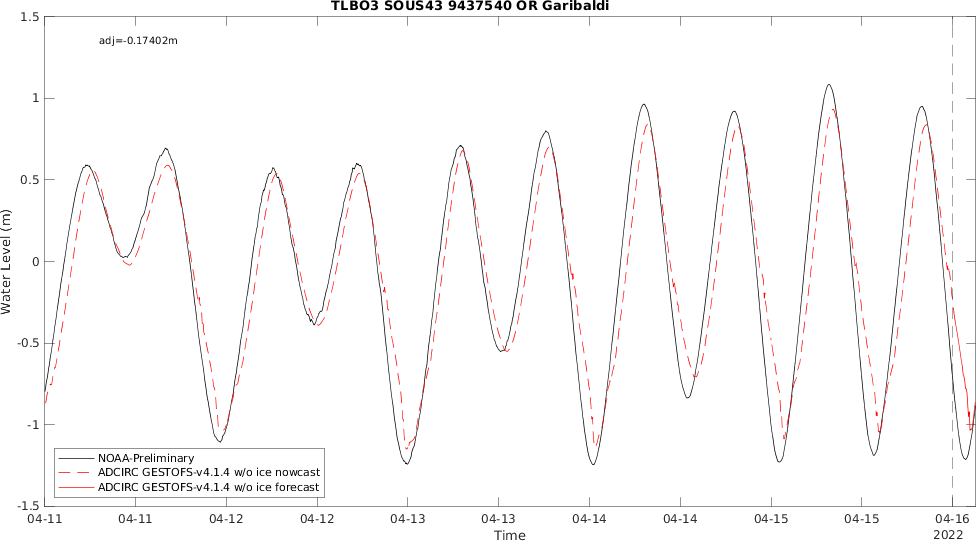 TLBO3 SOUS43 9437540 OR Garibaldi
adj=-0.17402m
Water Level (m)
1.5
1
0.5
0
-0.5
-1
-1.5
NOAA-Preliminary
ADCIRC GESTOFS-v4.1.4 w/o ice nowcast
ADCIRC GESTOFS-v4.1.4 w/o ice forecast
04-11 04-11 04-12 04-12 04-13 04-13 04-14 04-14 04-15 04-15 04-16
Time
2022